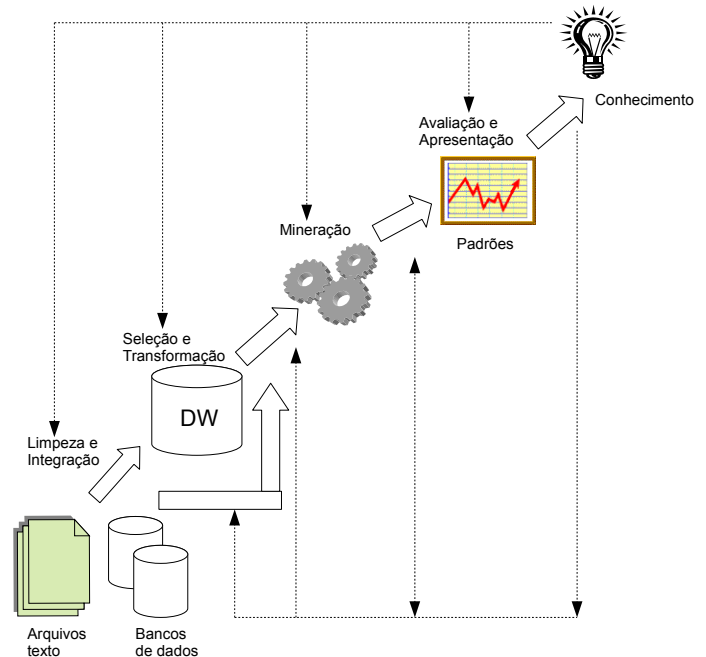 Conhecimento
Avaliação e
Apresentação
Padrões
Mineração
Seleção e
Transformação
DW
Limpeza e
Integração
Arquivos
texto
Bancos
de dados